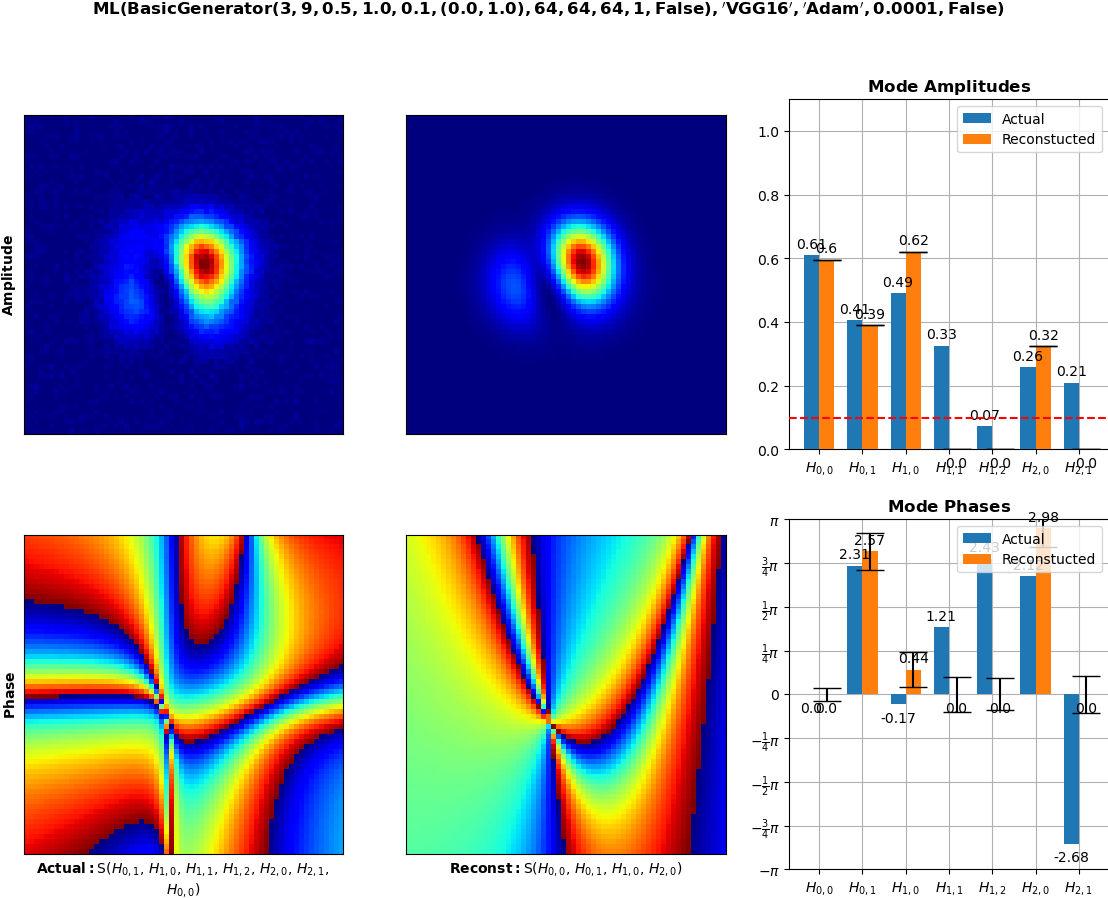 ML(BasicGenerator(3, 9, 0.5, 1.0, 0.1, (0.0, 1.0), 64, 64, 64, 1, False), 'VGG16', 'Adam', 0.0001, False)
Amplitude
Mode Amplitudes
Actual
Reconstucted
1.0
0.8
0.6
0.4
0.2
0.0
0.61
0.6
0.41
0.39
0.49
0.62
0.33
0.0
0.07
0.0
0.26
0.32
0.21
0.0
H0,0 H0,1 H1,0 H1,1 H1,2 H2,0 H2,1
Phase
Actual: S(H0,1, H1,0, H1,1, H1,2, H2,0, H2,1,
H0,0)
Reconst: S(H0,0, H0,1, H1,0, H2,0)
Mode Phases
Actual
Reconstucted
π
3/4π
1/2π
1/4π
0
−1/4π
−1/2π
−3/4π
−π
0.0
0.0
2.31
2.57
-0.17
0.44
1.21
0.0
2.43
0.0
2.98
-2.68
0.0
H0,0 H0,1 H1,0 H1,1 H1,2 H2,0 H2,1